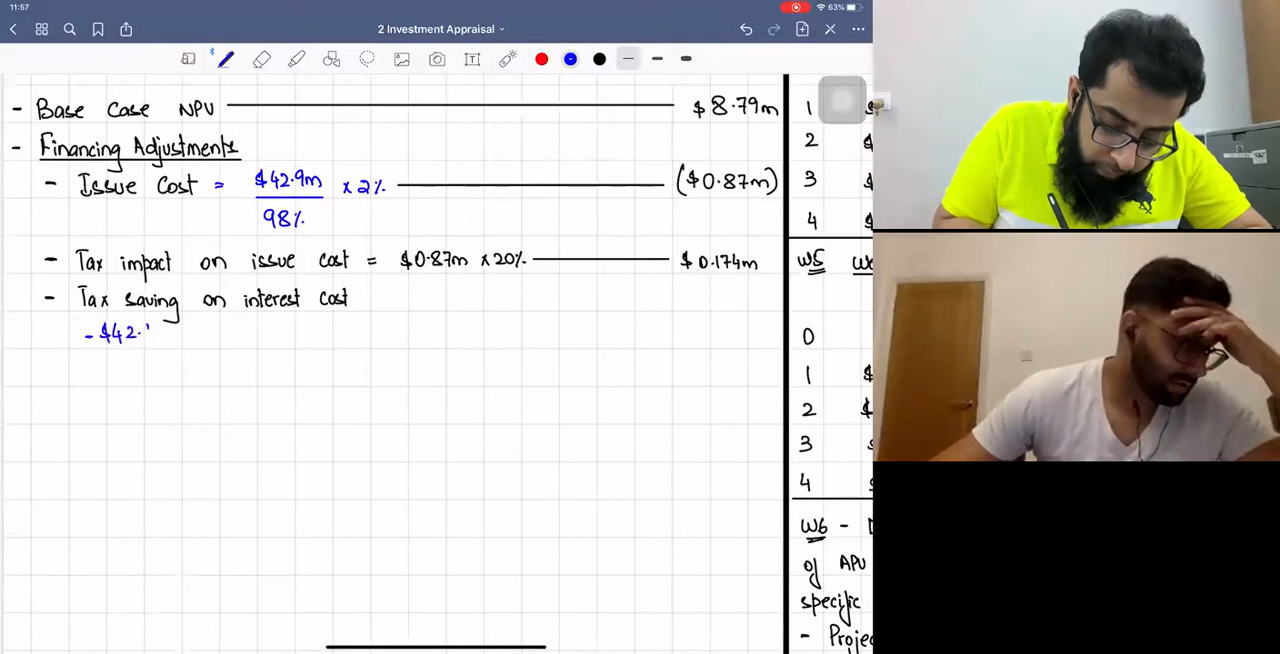 11:57
63%
2 Investment Appraisal
- Base Case NPV $8.79m
- Financing Adjustments
- Issue Cost = $42.9m / 98% × 2% ($0.87m)
- Tax impact on issue cost = $0.87m × 20% $0.174m
- Tax saving on interest cost
- $42.
1 $
2 $
3 $
4 $
W5
0
1 $
2 $
3
4
W6 -
of APV
specific
- Projec